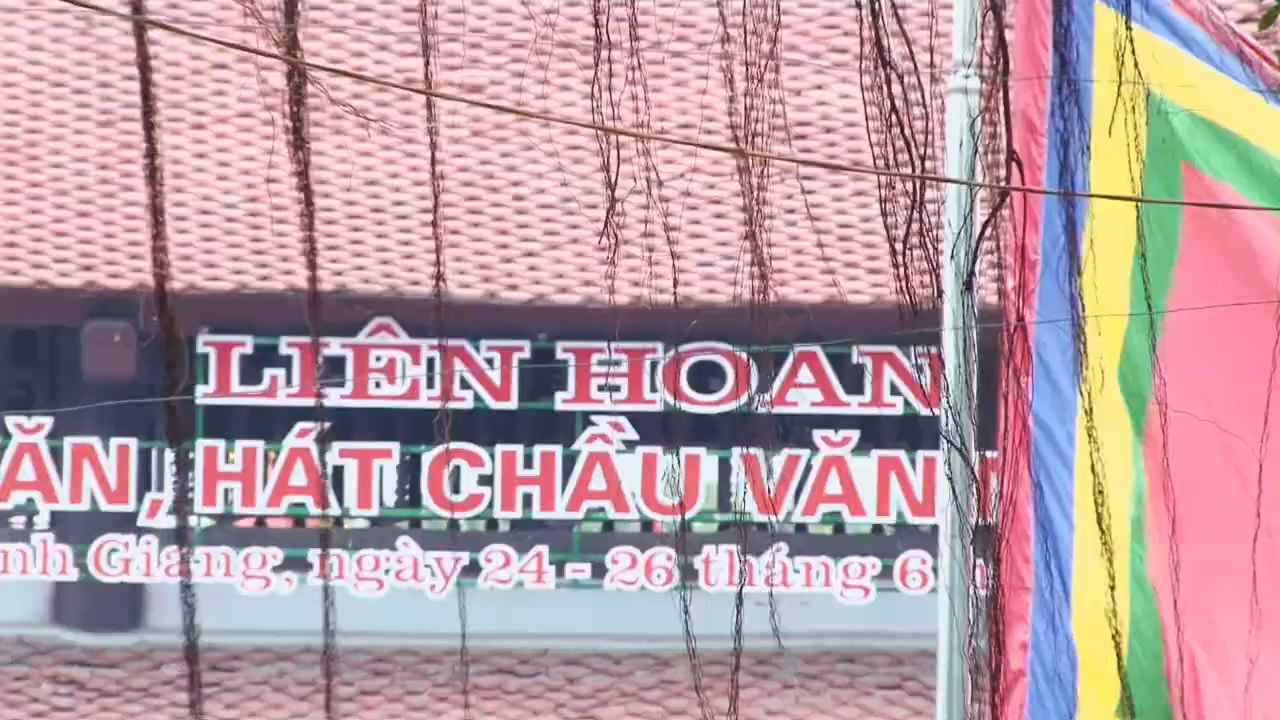 LIÊN HOAN
ĂN, HÁT CHẦU VĂN
nh Giang, ngày 24 - 26 tháng 6